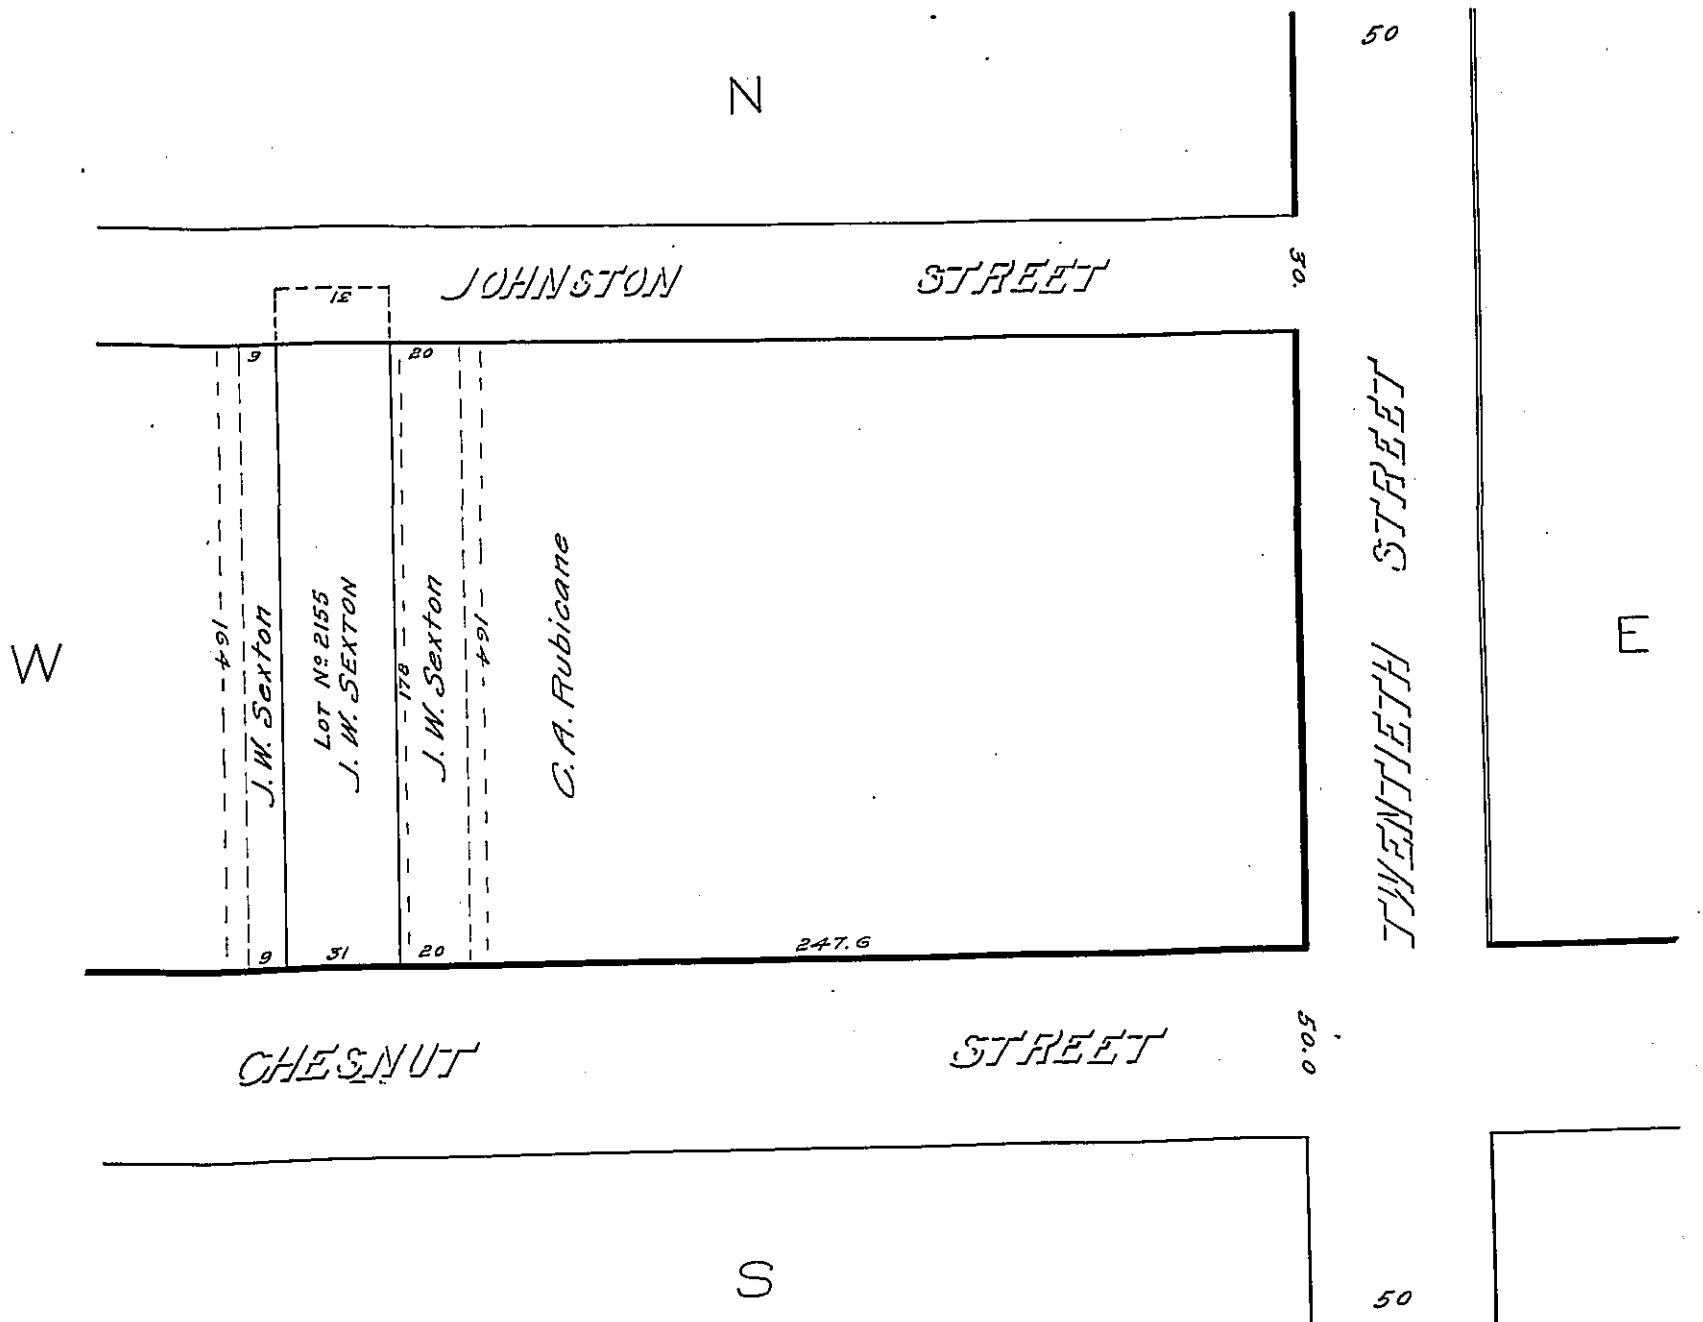 50
N
JOHNSTON STREET
30.
31
9
20
TWENTIETH STREET
W
E
164
J. W. Sexton
LOT Nº 2155
J. W. SEXTON
178
J. W. Sexton
164
C. A. Rubicane
9
31
20
247.6
CHESNUT STREET
50.0
S
50